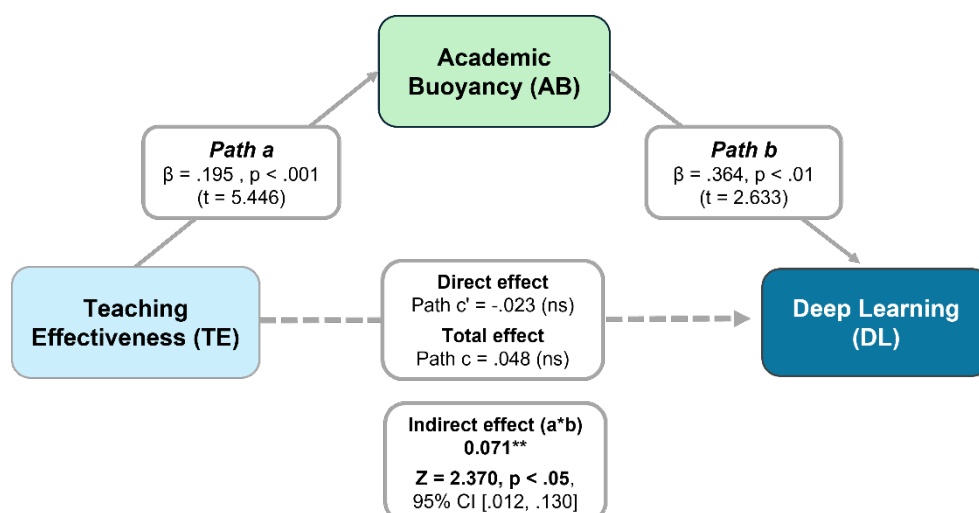 Academic
Buoyancy (AB)
Path a
β = .195 , p < .001
(t = 5.446)
Path b
β = .364, p < .01
(t = 2.633)
Teaching
Effectiveness (TE)
Direct effect
Path c' = -.023 (ns)
Total effect
Path c = .048 (ns)
Deep Learning
(DL)
Indirect effect (a*b)
0.071**
Z = 2.370, p < .05,
95% CI [.012, .130]